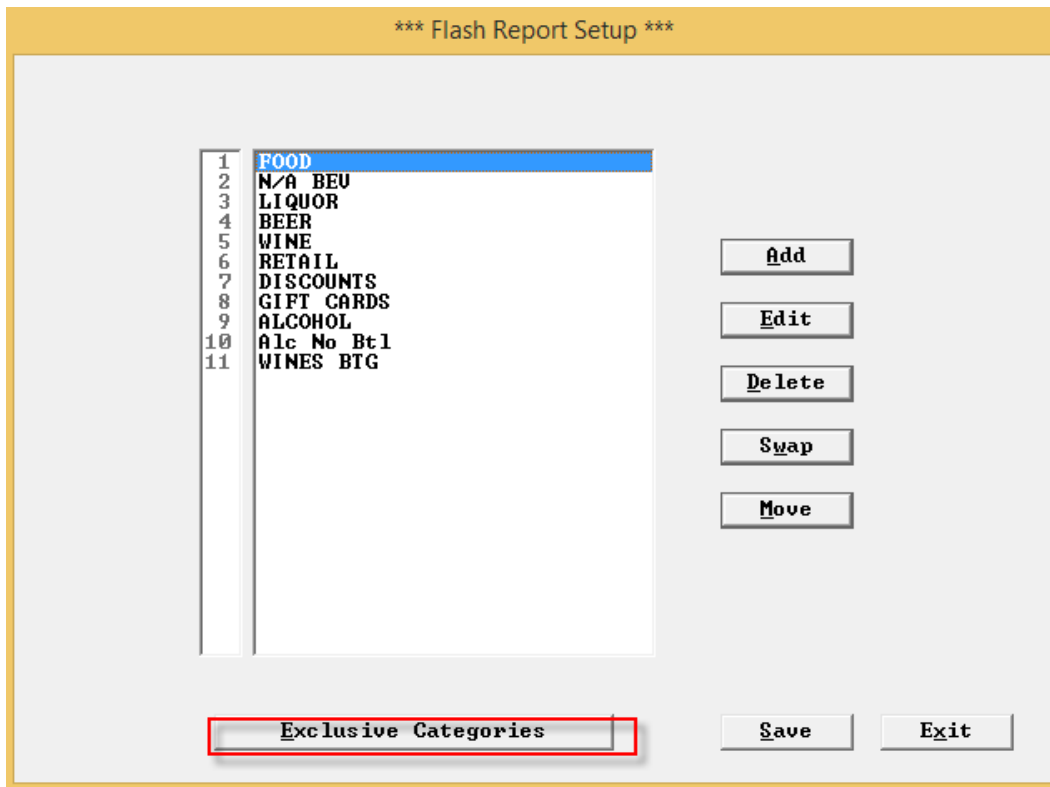 *** Flash Report Setup ***
1 FOOD
2 N/A BEV
3 LIQUOR
4 BEER
5 WINE
6 RETAIL
7 DISCOUNTS
8 GIFT CARDS
9 ALCOHOL
10 Alc No Btl
11 WINES BTG
Add
Edit
Delete
Swap
Move
Exclusive Categories Save Exit